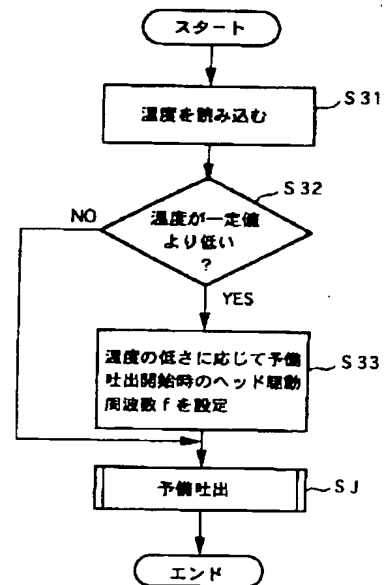 スタート
温度を読み込む
S31
S32
温度が一定値
より低い
?
NO
YES
温度の低さに応じて予備
吐出開始時のヘッド駆動
周波数fを設定
S33
予備吐出
SJ
エンド